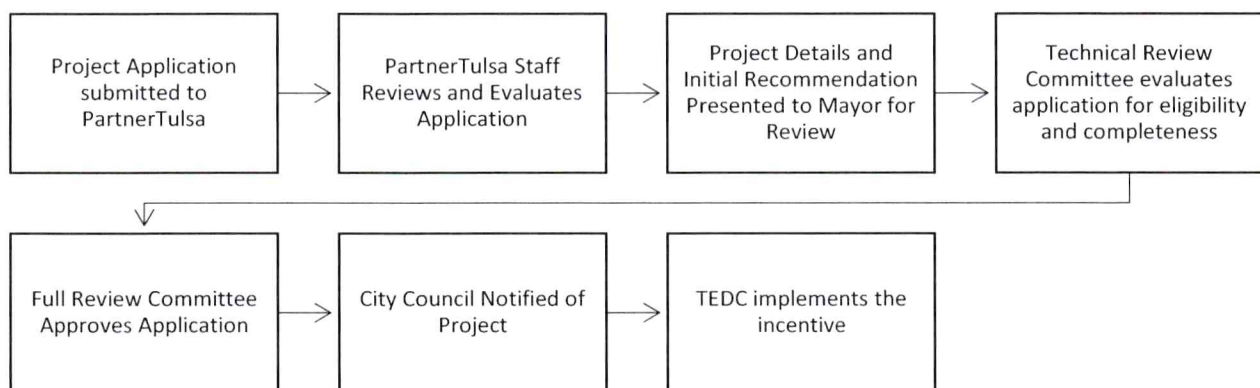 Project Application
submitted to
PartnerTulsa
PartnerTulsa Staff
Reviews and Evaluates
Application
Project Details and
Initial Recommendation
Presented to Mayor for
Review
Technical Review
Committee evaluates
application for eligibility
and completeness
Full Review Committee
Approves Application
City Council Notified of
Project
TEDC implements the
incentive